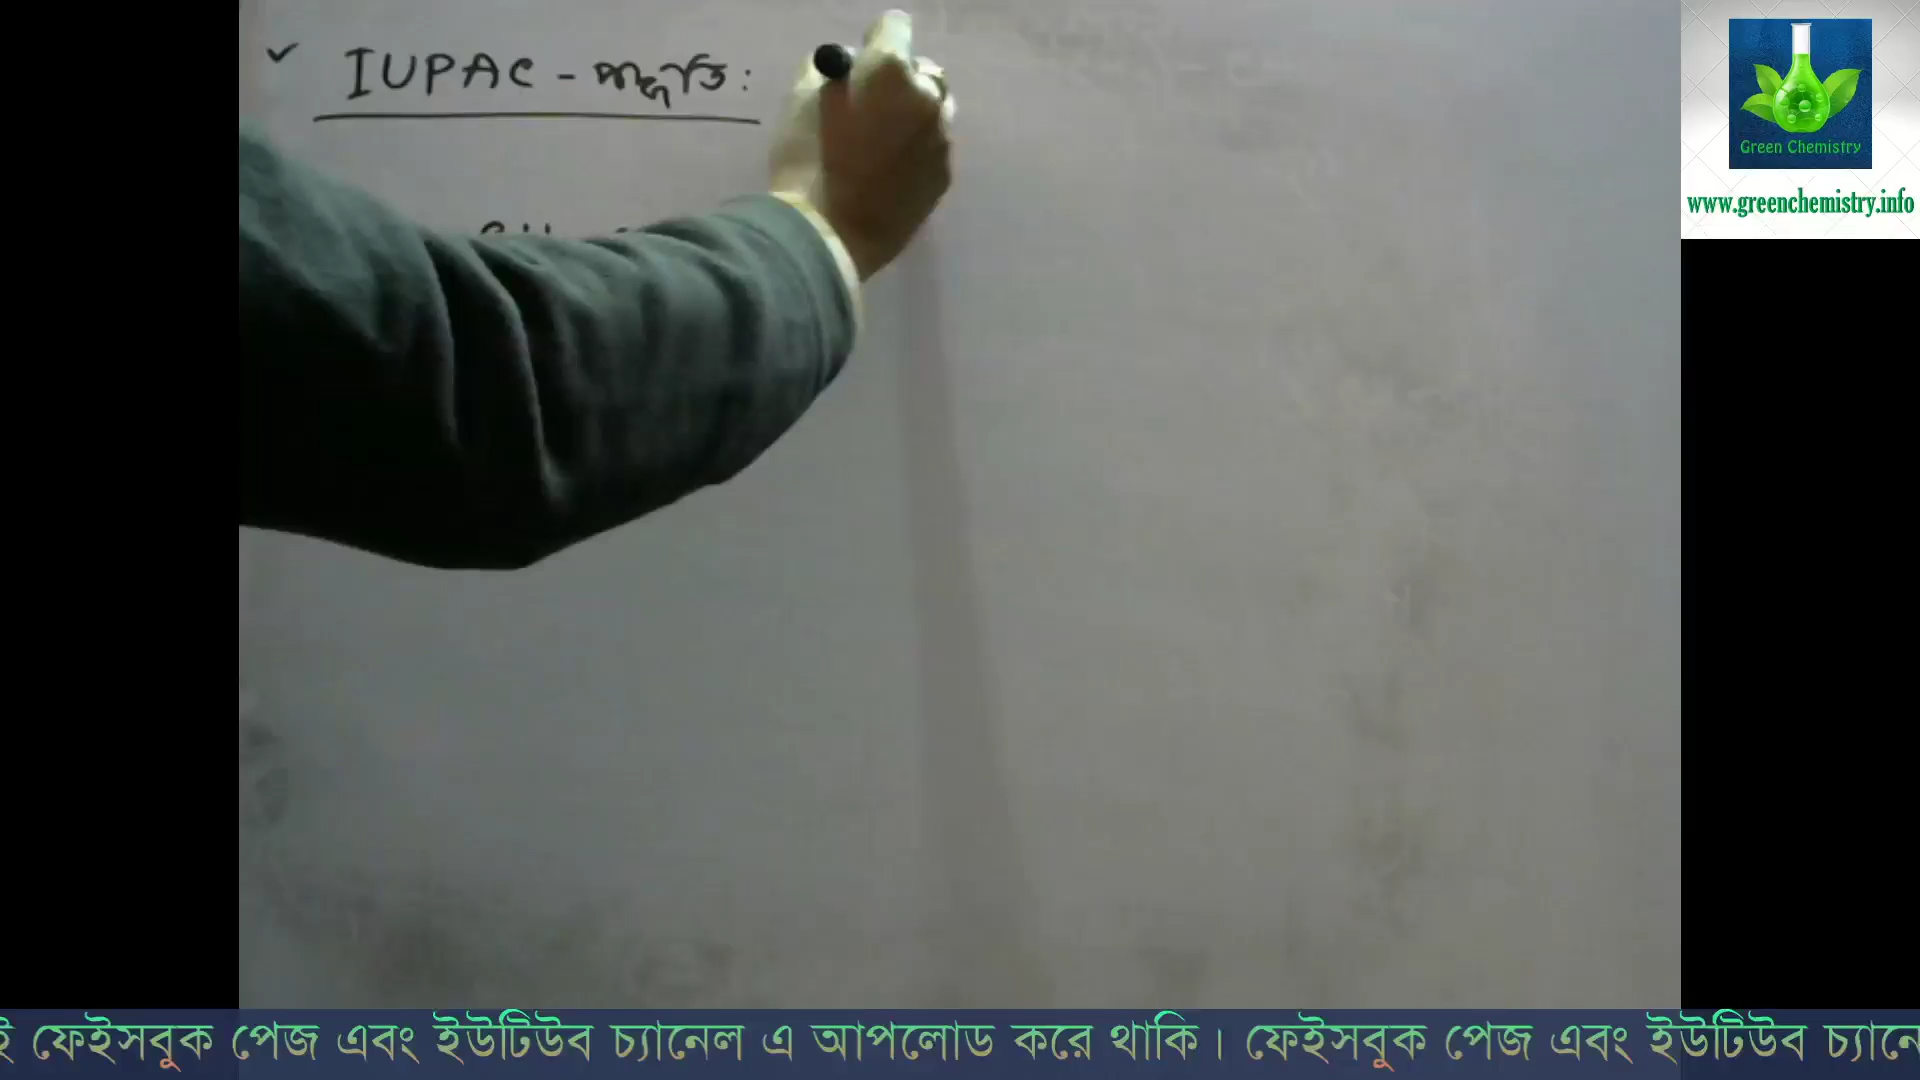 ✓ IUPAC - পদ্ধতি :
Green Chemistry
www.greenchemistry.info
ই ফেইসবুক পেজ এবং ইউটিউব চ্যানেল এ আপলোড করে থাকি। ফেইসবুক পেজ এবং ইউটিউব চ্যানে